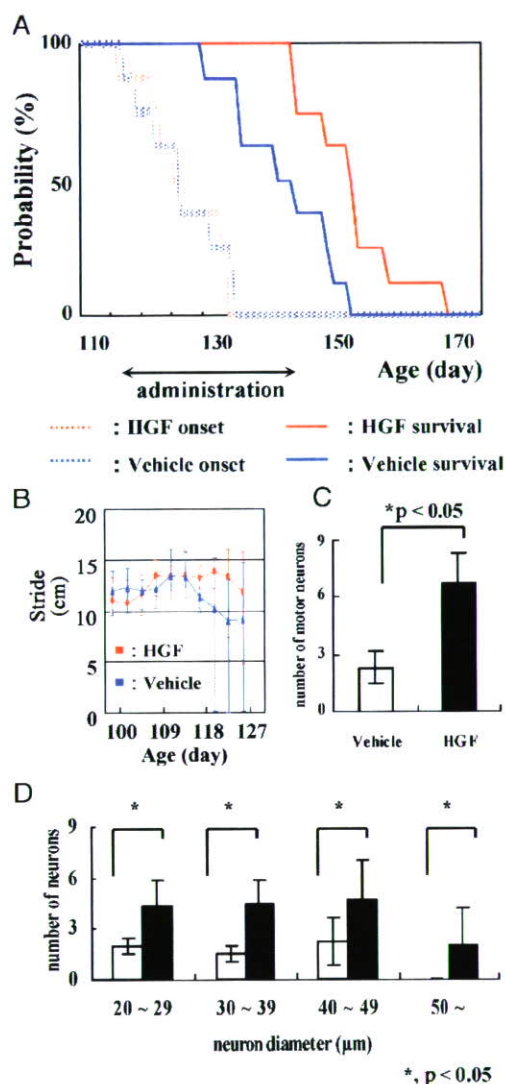 A
100
50
0
Probability (%)
110 130 150 170
Age (day)
administration
: HGF onset : HGF survival
: Vehicle onset : Vehicle survival
B
20
15
10
5
0
Stride
(cm)
: HGF
: Vehicle
100 109 118 127
Age (day)
C
*p < 0.05
9
6
3
0
number of motor neurons
Vehicle HGF
D
* * * *
9
6
3
0
number of neurons
20 ~ 29 30 ~ 39 40 ~ 49 50 ~
neuron diameter (µm)
*, p < 0.05